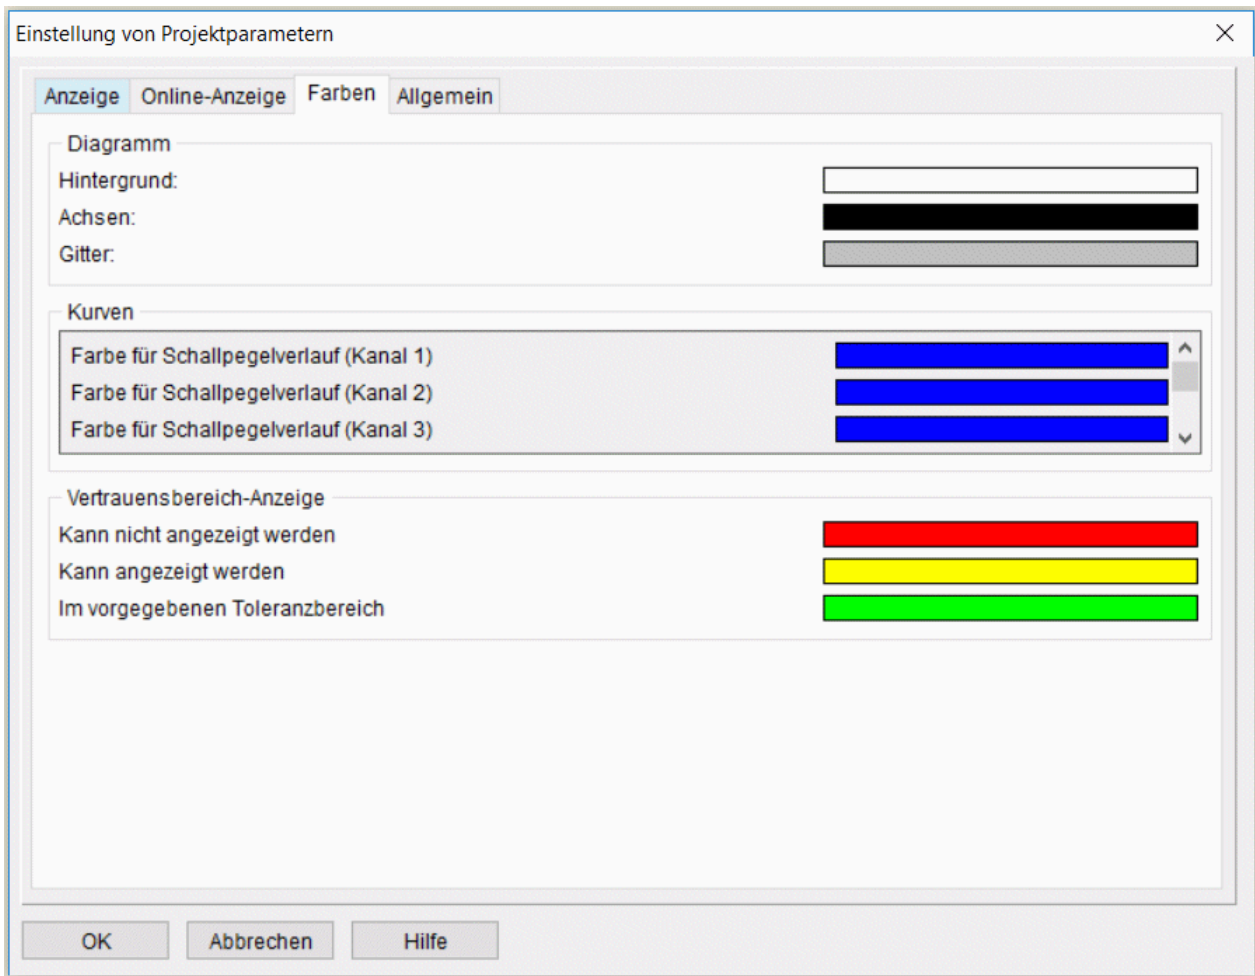 Einstellung von Projektparametern
Anzeige Online-Anzeige Farben Allgemein
Diagramm
Hintergrund:
Achsen:
Gitter:
Kurven
Farbe für Schallpegelverlauf (Kanal 1)
Farbe für Schallpegelverlauf (Kanal 2)
Farbe für Schallpegelverlauf (Kanal 3)
Vertrauensbereich-Anzeige
Kann nicht angezeigt werden
Kann angezeigt werden
Im vorgegebenen Toleranzbereich
OK Abbrechen Hilfe